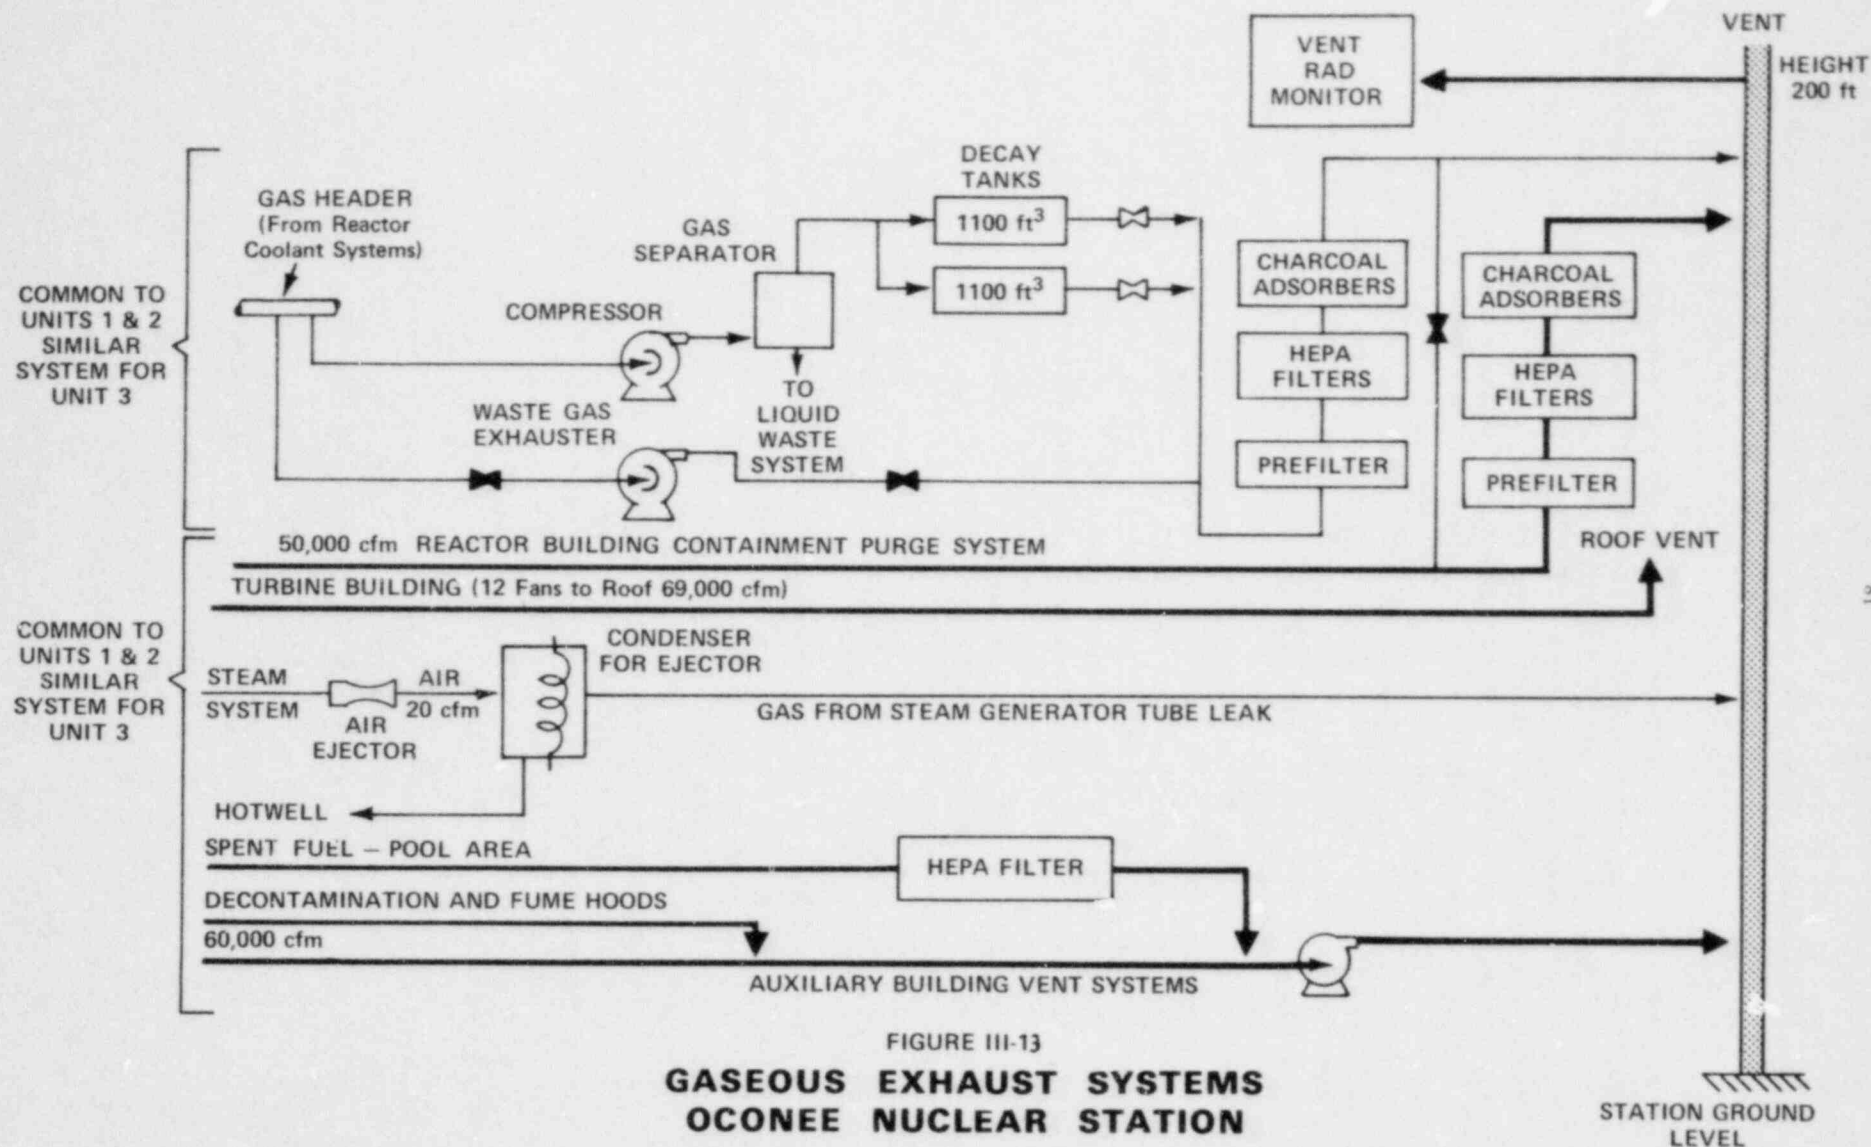 VENT
VENT
RAD
MONITOR
HEIGHT
200 ft
DECAY
TANKS
GAS HEADER
(From Reactor
Coolant Systems)
GAS
SEPARATOR
1100 ft³
1100 ft³
CHARCOAL
ADSORBERS
CHARCOAL
ADSORBERS
COMMON TO
UNITS 1 & 2
SIMILAR
SYSTEM FOR
UNIT 3
COMPRESSOR
HEPA
FILTERS
HEPA
FILTERS
TO
LIQUID
WASTE
SYSTEM
WASTE GAS
EXHAUSTER
PREFILTER
PREFILTER
50,000 cfm REACTOR BUILDING CONTAINMENT PURGE SYSTEM
ROOF VENT
TURBINE BUILDING (12 Fans to Roof 69,000 cfm)
COMMON TO
UNITS 1 & 2
SIMILAR
SYSTEM FOR
UNIT 3
CONDENSER
FOR EJECTOR
STEAM
SYSTEM
AIR
20 cfm
AIR
EJECTOR
GAS FROM STEAM GENERATOR TUBE LEAK
HOTWELL
SPENT FUEL – POOL AREA
HEPA FILTER
DECONTAMINATION AND FUME HOODS
60,000 cfm
AUXILIARY BUILDING VENT SYSTEMS
FIGURE III-13
GASEOUS EXHAUST SYSTEMS
OCONEE NUCLEAR STATION
STATION GROUND
LEVEL